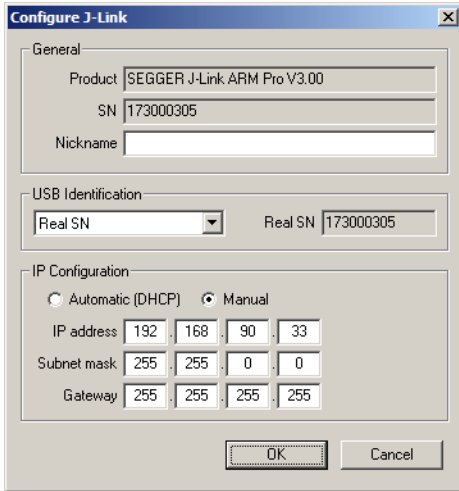 Configure J-Link
General
Product SEGGER J-Link ARM Pro V3.00
SN 173000305
Nickname
USB Identification
Real SN Real SN 173000305
IP Configuration
Automatic (DHCP) Manual
IP address 192 . 168 . 90 . 33
Subnet mask 255 . 255 . 0 . 0
Gateway 255 . 255 . 255 . 255
OK Cancel